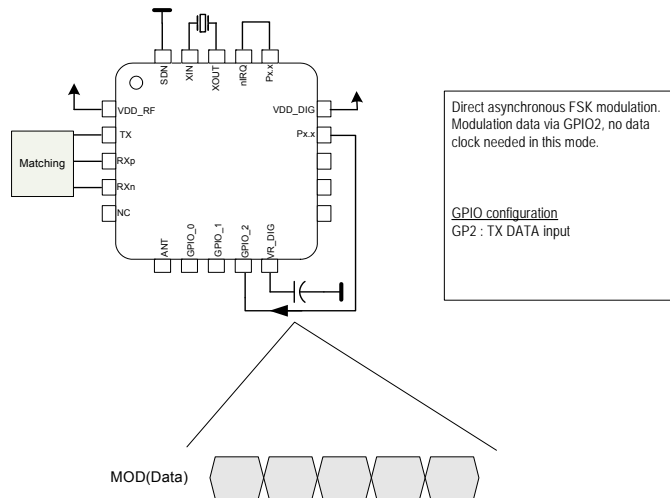 SDN
XIN
XOUT
nIRQ
Px.x
VDD_RF
VDD_DIG
TX
Px.x
Matching
RXp
RXn
NC
ANT
GPIO_0
GPIO_1
GPIO_2
VR_DIG
Direct asynchronous FSK modulation.
Modulation data via GPIO2, no data
clock needed in this mode.
GPIO configuration
GP2 : TX DATA input
MOD(Data)